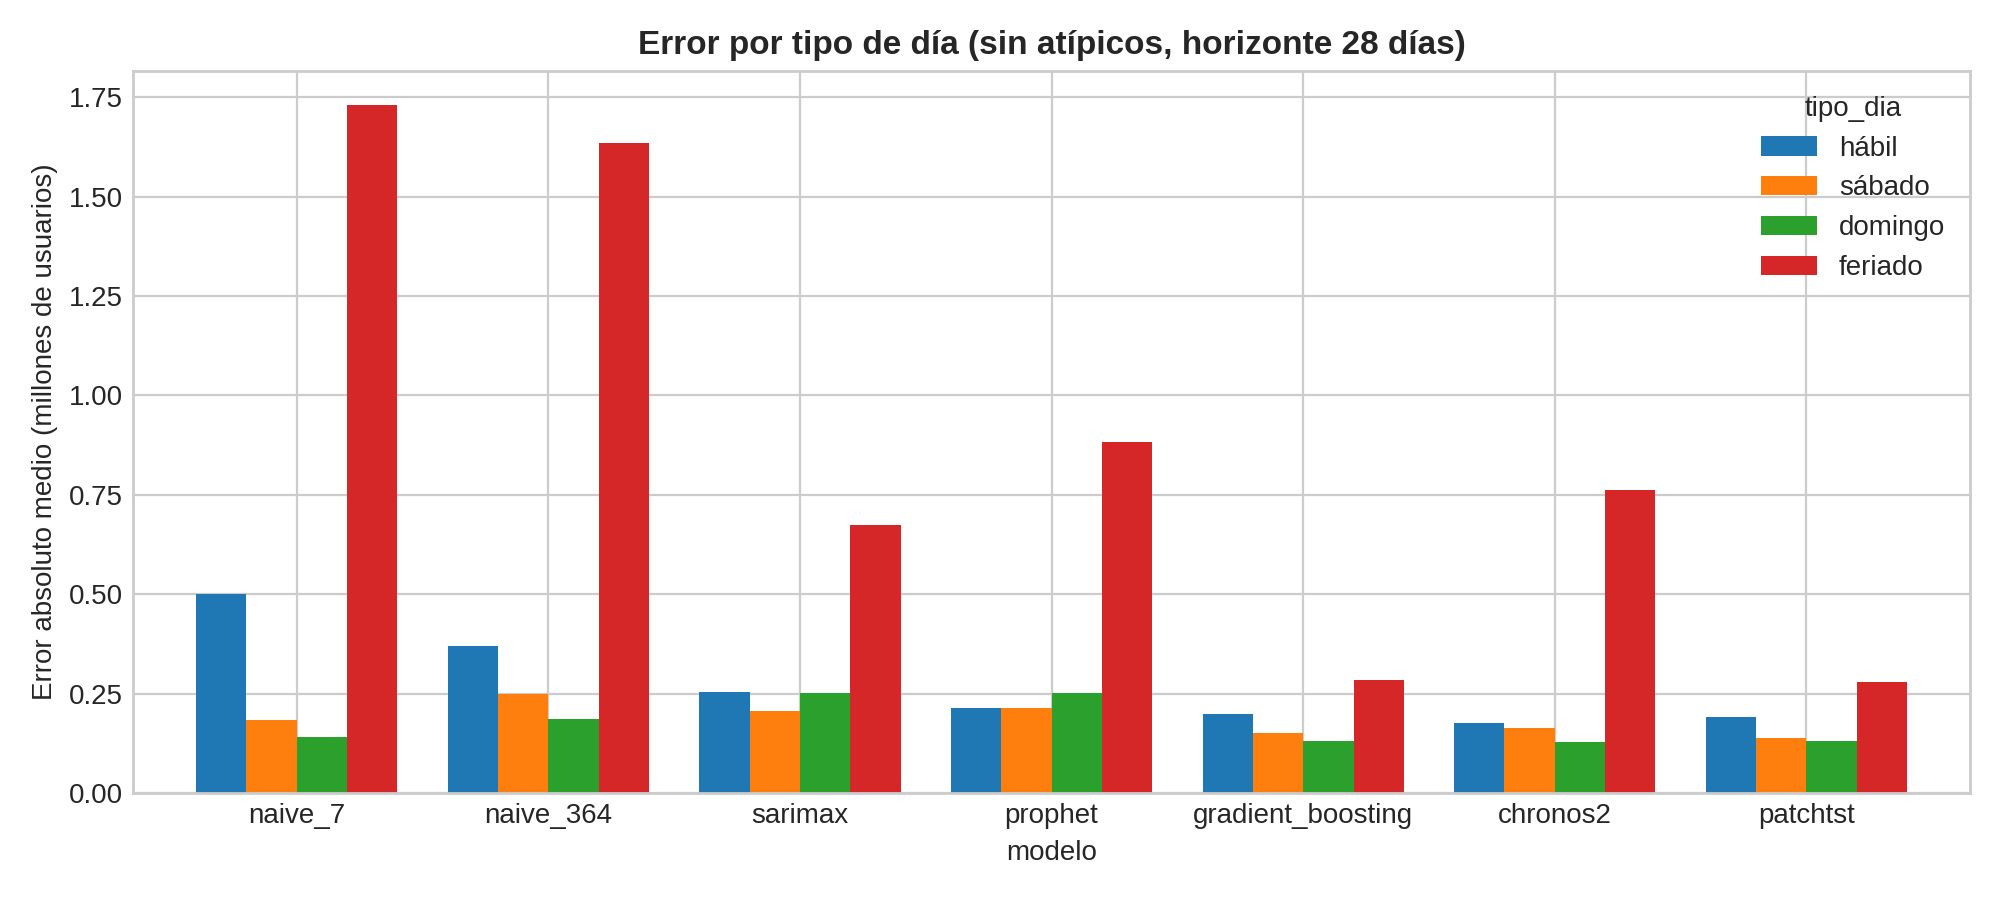 Error por tipo de día (sin atípicos, horizonte 28 días)
Error absoluto medio (millones de usuarios)
1.75
1.50
1.25
1.00
0.75
0.50
0.25
0.00
tipo_dia
hábil
sábado
domingo
feriado
naive_7 naive_364 sarimax prophet gradient_boosting chronos2 patchtst
modelo